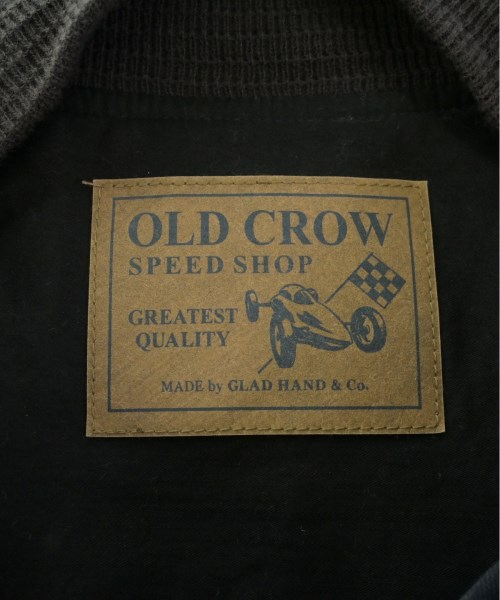 OLD CROW
SPEED SHOP
GREATEST
QUALITY
MADE by GLAD HAND & Co.